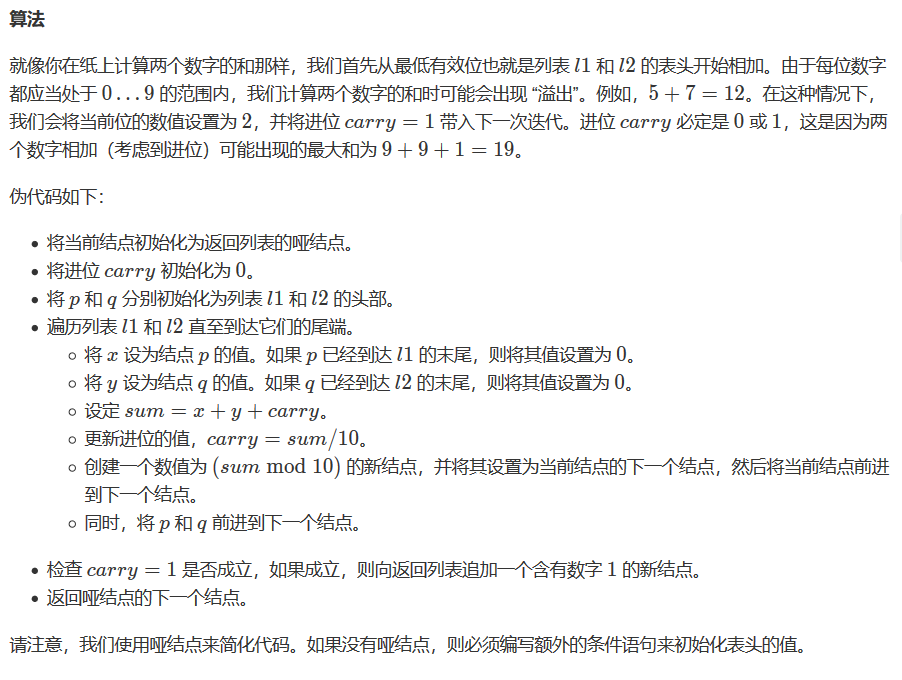 算法
就像你在纸上计算两个数字的和那样，我们首先从最低有效位也就是列表 l1 和 l2 的表头开始相加。由于每位数字
都应当处于 0…9 的范围内，我们计算两个数字的和时可能会出现 “溢出”。例如，5 + 7 = 12。在这种情况下，
我们会将当前位的数值设置为 2，并将进位 carry = 1 带入下一次迭代。进位 carry 必定是 0 或 1，这是因为两
个数字相加（考虑到进位）可能出现的最大和为 9 + 9 + 1 = 19。
伪代码如下：
• 将当前结点初始化为返回列表的哑结点。
• 将进位 carry 初始化为 0。
• 将 p 和 q 分别初始化为列表 l1 和 l2 的头部。
• 遍历列表 l1 和 l2 直至到达它们的尾端。
○ 将 x 设为结点 p 的值。如果 p 已经到达 l1 的末尾，则将其值设置为 0。
○ 将 y 设为结点 q 的值。如果 q 已经到达 l2 的末尾，则将其值设置为 0。
○ 设定 sum = x + y + carry。
○ 更新进位的值，carry = sum/10。
○ 创建一个数值为 (sum mod 10) 的新结点，并将其设置为当前结点的下一个结点，然后将当前结点前进
到下一个结点。
○ 同时，将 p 和 q 前进到下一个结点。
• 检查 carry = 1 是否成立，如果成立，则向返回列表追加一个含有数字 1 的新结点。
• 返回哑结点的下一个结点。
请注意，我们使用哑结点来简化代码。如果没有哑结点，则必须编写额外的条件语句来初始化表头的值。